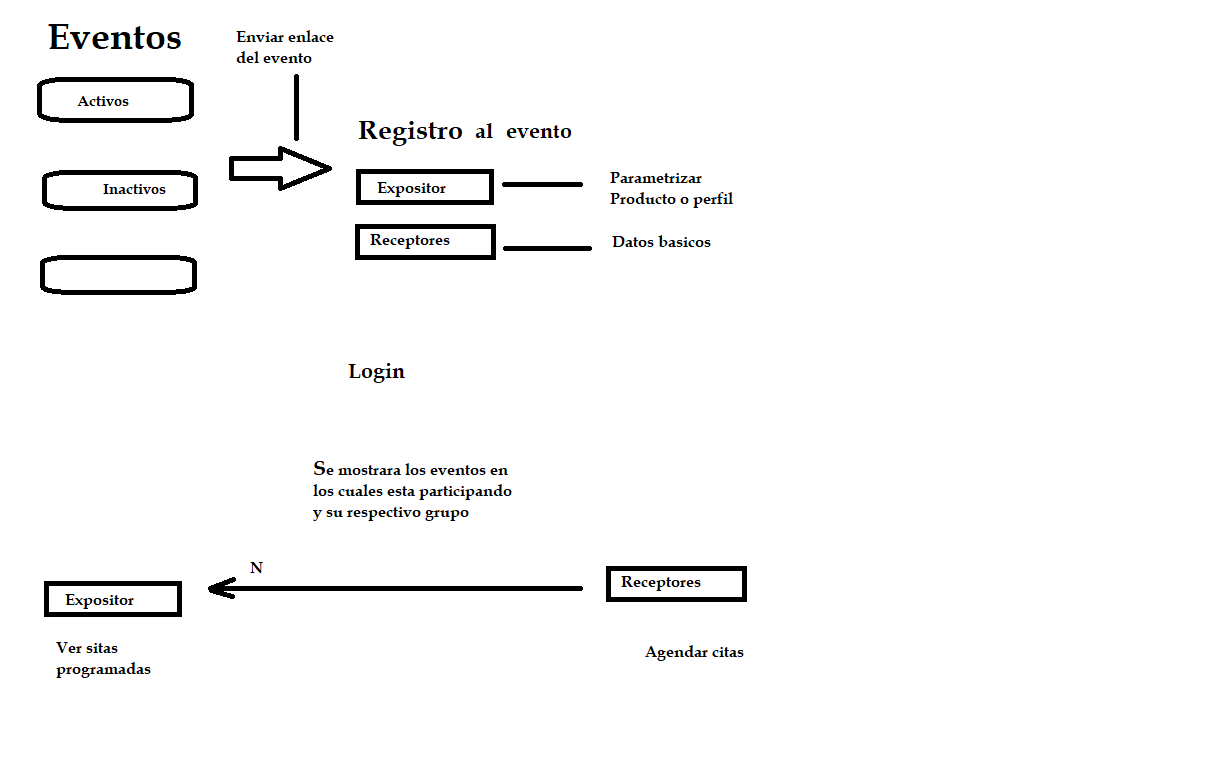 Eventos
Enviar enlace
del evento
Activos
Registro al evento
Inactivos
Expositor
Parametrizar
Producto o perfil
Receptores
Datos basicos
Login
Se mostrara los eventos en
los cuales esta participando
y su respectivo grupo
N
Expositor
Receptores
Ver sitas
programadas
Agendar citas